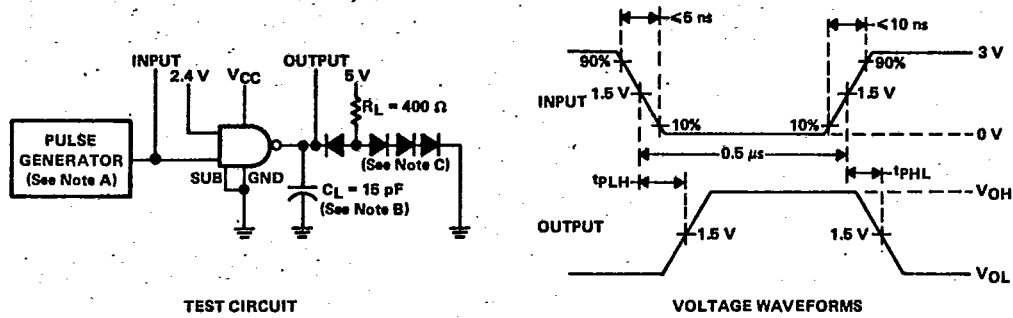 INPUT
2.4 V
VCC
OUTPUT
5 V
RL = 400 Ω
PULSE
GENERATOR
(See Note A)
SUB
GND
(See Note C)
CL = 15 pF
(See Note B)
TEST CIRCUIT
≤5 ns
≤10 ns
90%
90%
3 V
INPUT
1.5 V
1.5 V
10%
10%
0 V
0.5 μs
tPLH
tPHL
VOH
OUTPUT
1.5 V
1.5 V
VOL
VOLTAGE WAVEFORMS